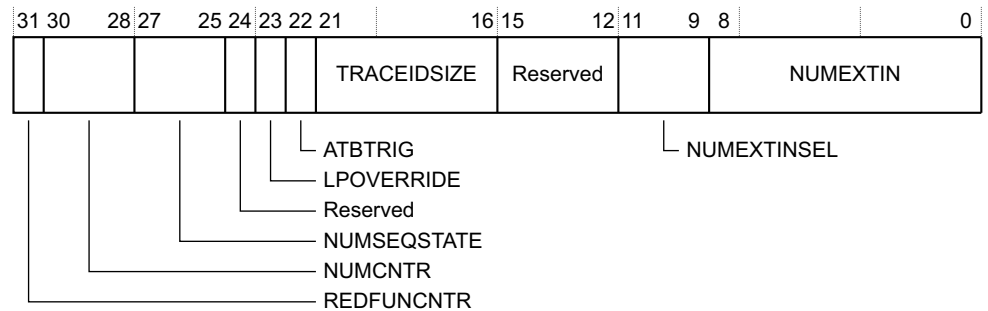 31 30 28 27 25 24 23 22 21 16 15 12 11 9 8 0
TRACEIDSIZE Reserved NUMEXTIN
ATBTRIG NUMEXTINSEL
LPOVERRIDE
Reserved
NUMSEQSTATE
NUMCNTR
REDFUNCNTR